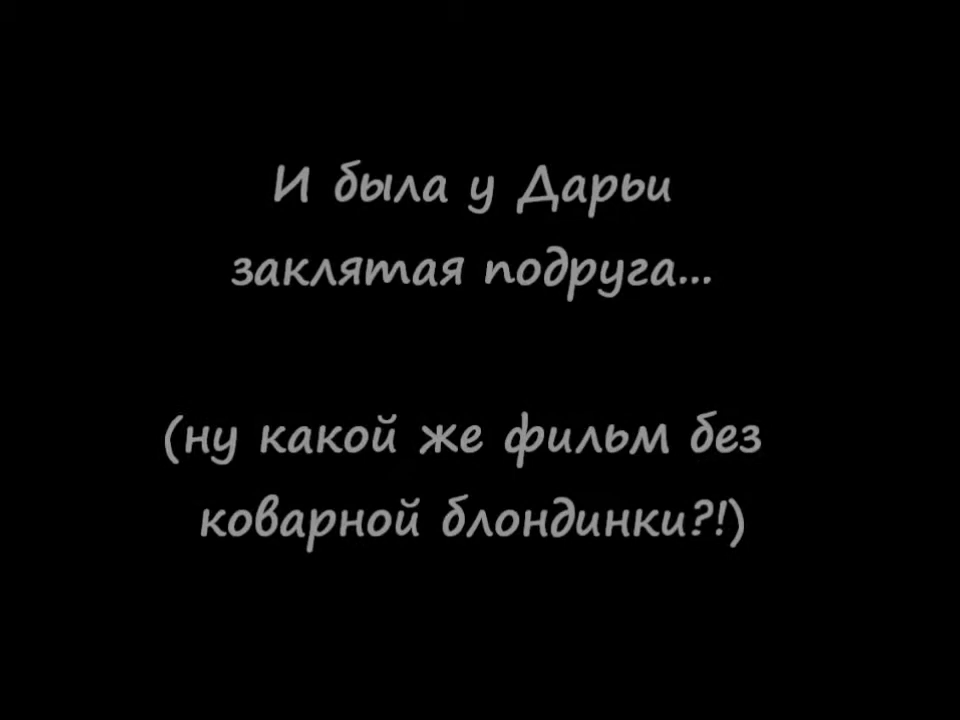 И была у Дарьи
заклятая подруга...
(ну какой же фильм без
коварной блондинки?!)